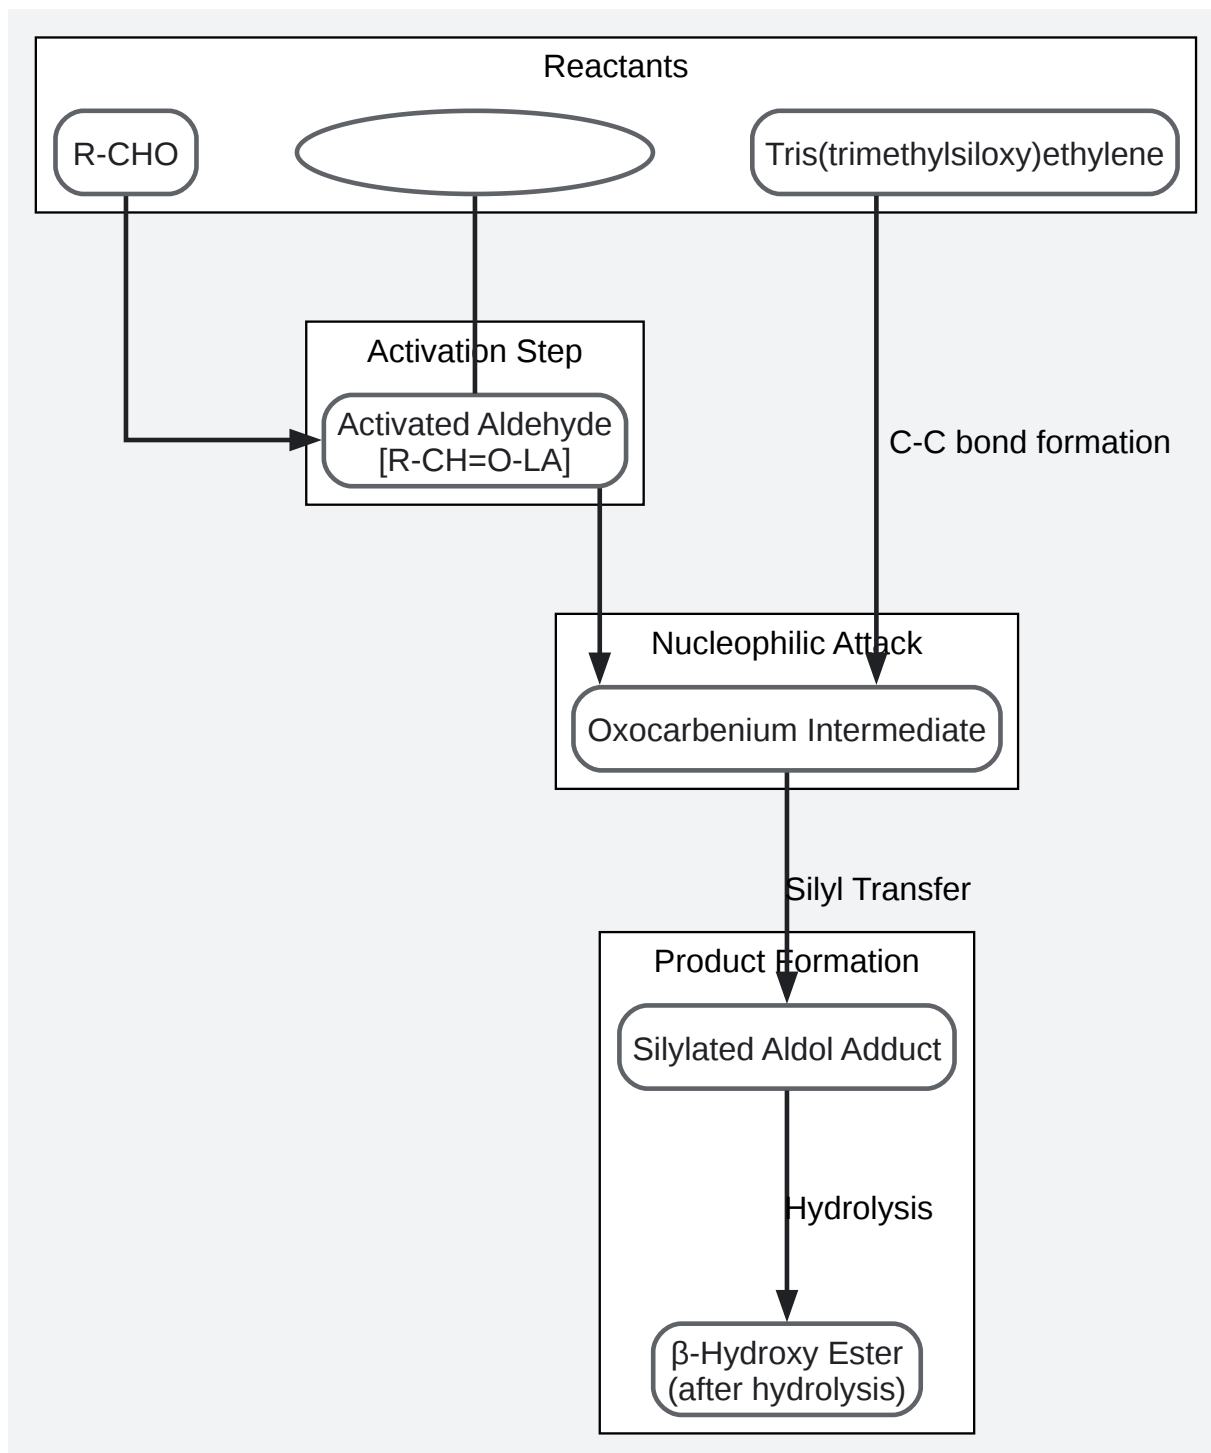 Reactants
R-CHO
Tris(trimethylsiloxy)ethylene
Activation Step
Activated Aldehyde
[R-CH=O-LA]
C-C bond formation
Nucleophilic Attack
Oxocarbenium Intermediate
Silyl Transfer
Product Formation
Silylated Aldol Adduct
Hydrolysis
β-Hydroxy Ester
(after hydrolysis)